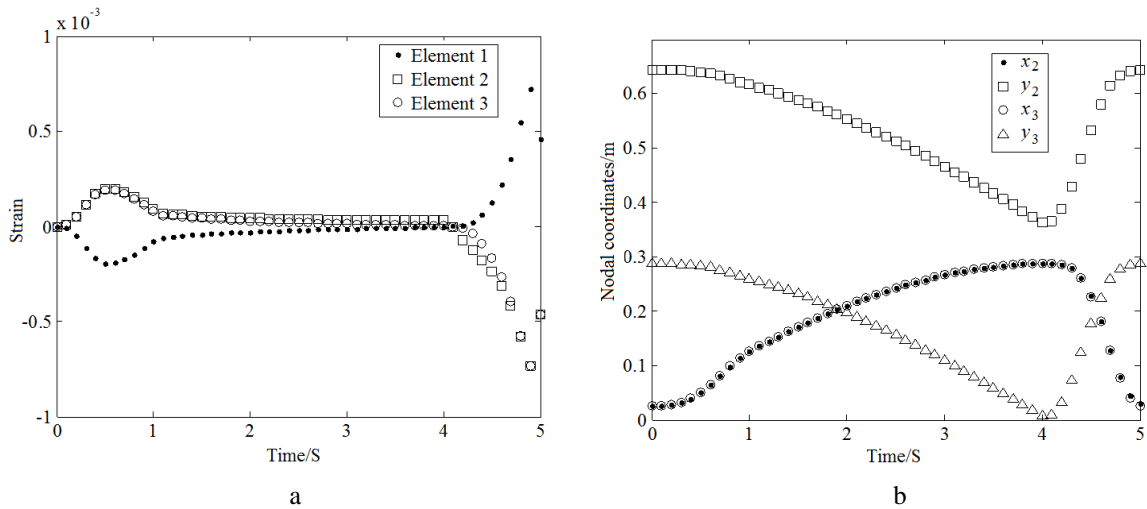 x 10⁻³
1
0.5
0
-0.5
-1
Strain
0 1 2 3 4 5
Time/S
Element 1
Element 2
Element 3
a
0.6
0.5
0.4
0.3
0.2
0.1
0
Nodal coordinates/m
0 1 2 3 4 5
Time/S
x₂
y₂
x₃
y₃
b